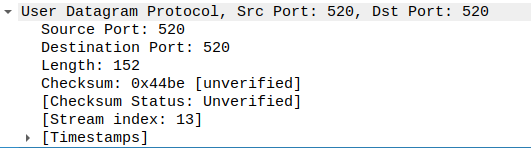 User Datagram Protocol, Src Port: 520, Dst Port: 520
Source Port: 520
Destination Port: 520
Length: 152
Checksum: 0x44be [unverified]
[Checksum Status: Unverified]
[Stream index: 13]
[Timestamps]